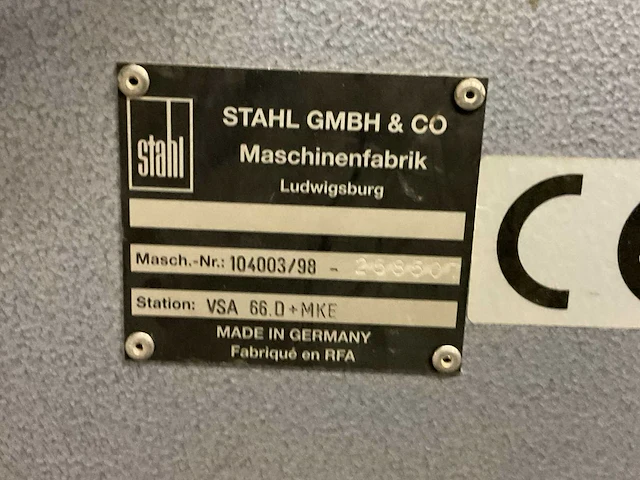 stahl
STAHL GMBH & CO
Maschinenfabrik
Ludwigsburg
Masch.-Nr.: 104003/98 -
Station: VSA 66.D+MKE
MADE IN GERMANY
Fabriqué en RFA
C